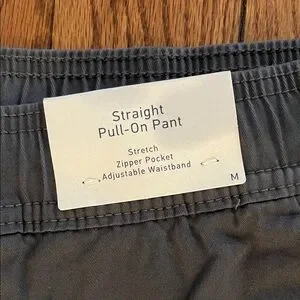 Straight
Pull-On Pant
Stretch
Zipper Pocket
Adjustable Waistband
M